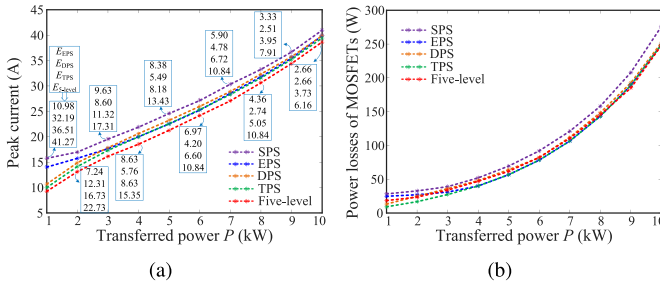 45
40
35
30
25
20
15
10
5
Peak current (A)
E_EPS
E_DPS
E_TPS
E_5-level
10.98
32.19
36.51
41.27
9.63
8.60
11.32
17.31
8.38
5.49
8.18
13.43
5.90
4.78
6.72
10.84
3.33
2.51
3.95
7.91
7.24
12.31
16.73
22.73
8.63
5.76
8.63
15.35
6.97
4.20
6.60
10.84
4.36
2.74
5.05
10.84
2.66
2.66
3.73
6.16
SPS
EPS
DPS
TPS
Five-level
1 2 3 4 5 6 7 8 9 10
Transferred power P (kW)
(a)
300
250
200
150
100
50
0
Power losses of MOSFETs (W)
SPS
EPS
DPS
TPS
Five-level
1 2 3 4 5 6 7 8 9 10
Transferred power P (kW)
(b)